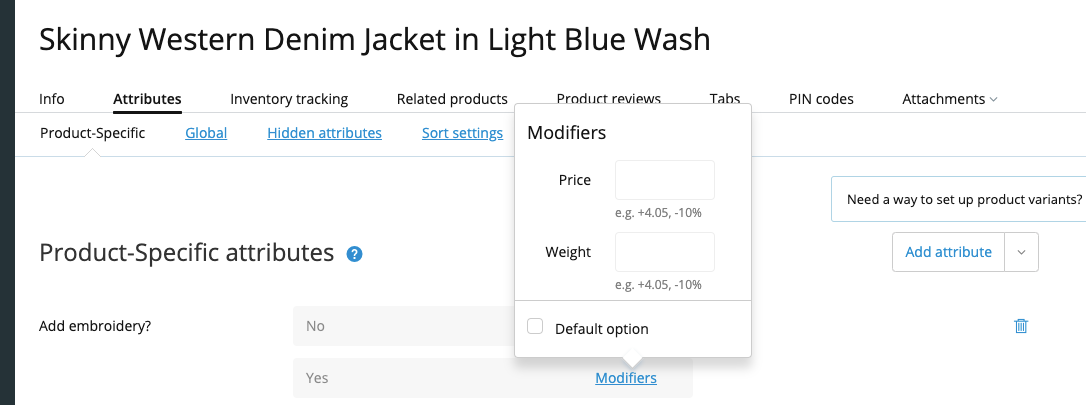 Skinny Western Denim Jacket in Light Blue Wash
Info Attributes Inventory tracking Related products Product reviews Tabs PIN codes Attachments
Product-Specific Global Hidden attributes Sort settings
Modifiers
Price
e.g. +4.05, -10%
Weight
e.g. +4.05, -10%
Default option
Need a way to set up product variants?
Product-Specific attributes ?
Add attribute
Add embroidery? No
Yes Modifiers